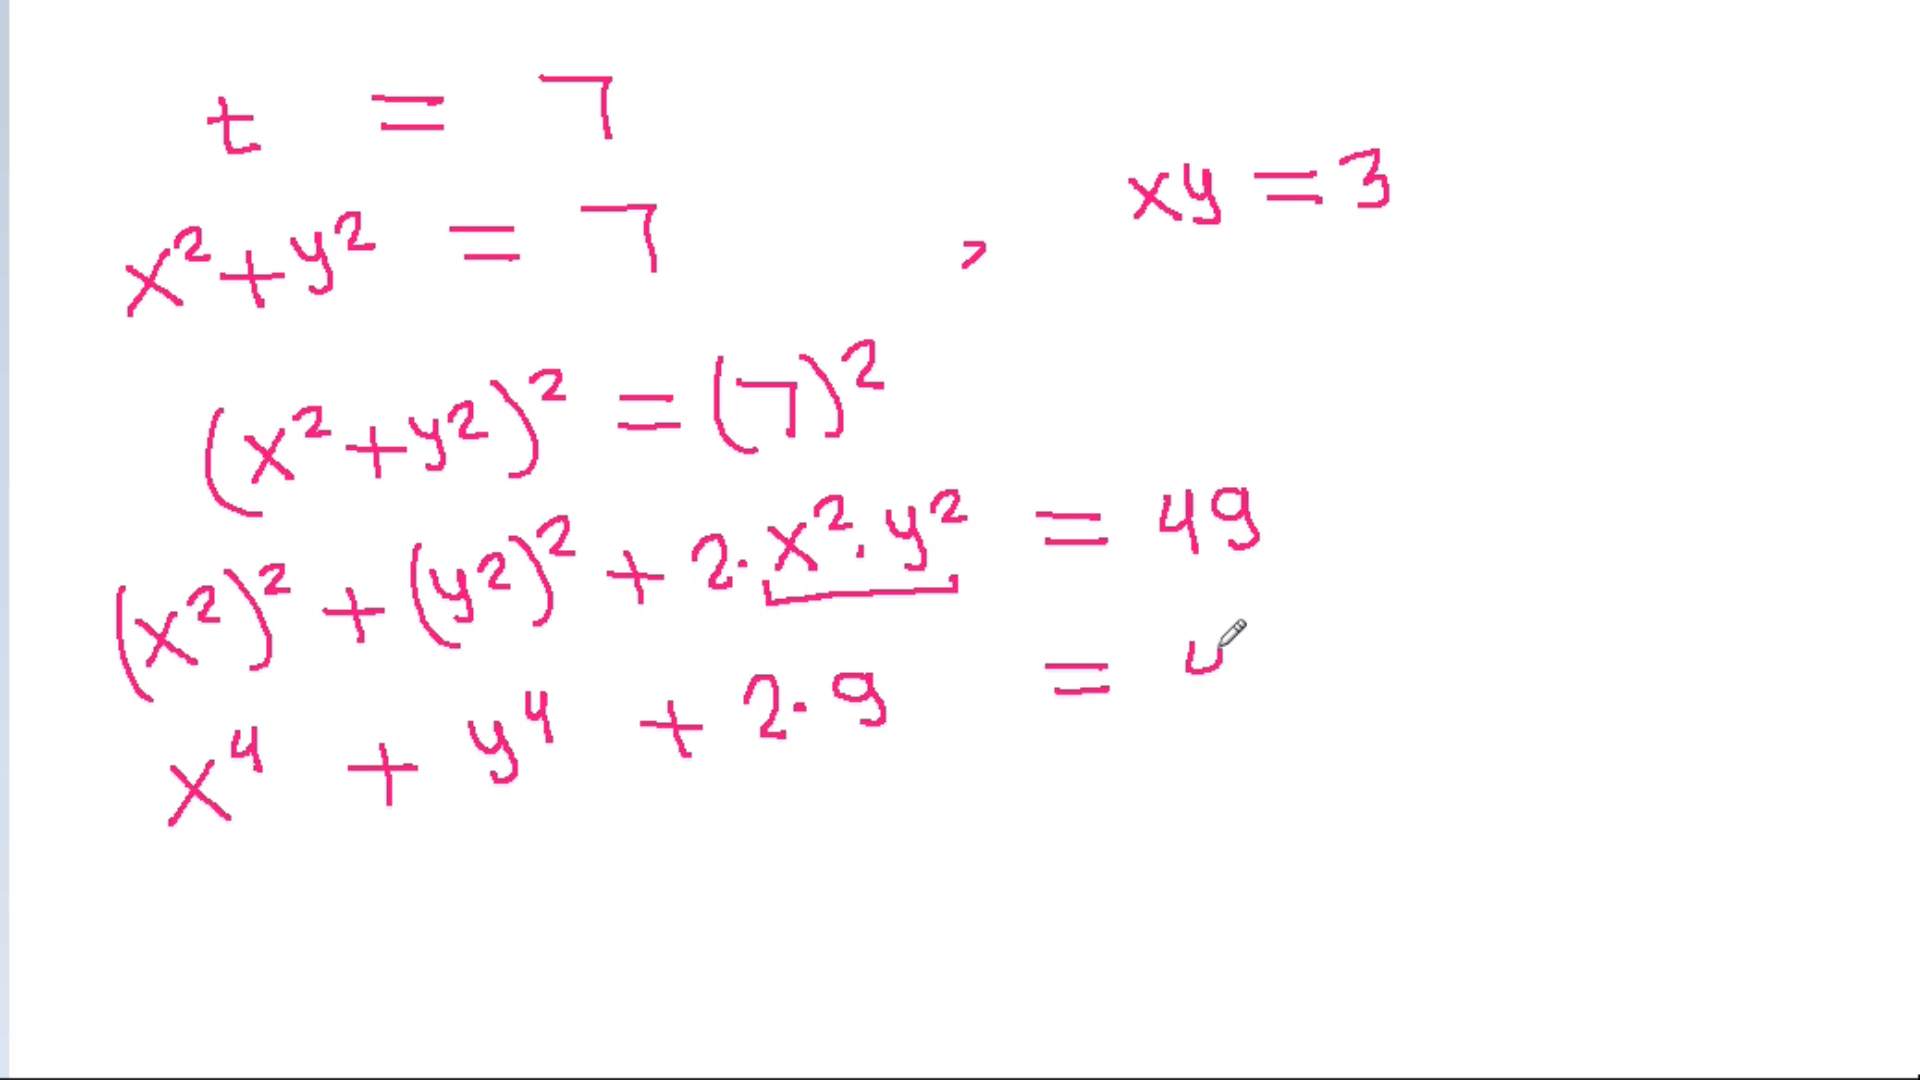 t = 7
xy = 3
x² + y² = 7 ,
(x² + y²)² = (7)²
(x²)² + (y²)² + 2 · x² · y² = 49
x⁴ + y⁴ + 2 · 9 =